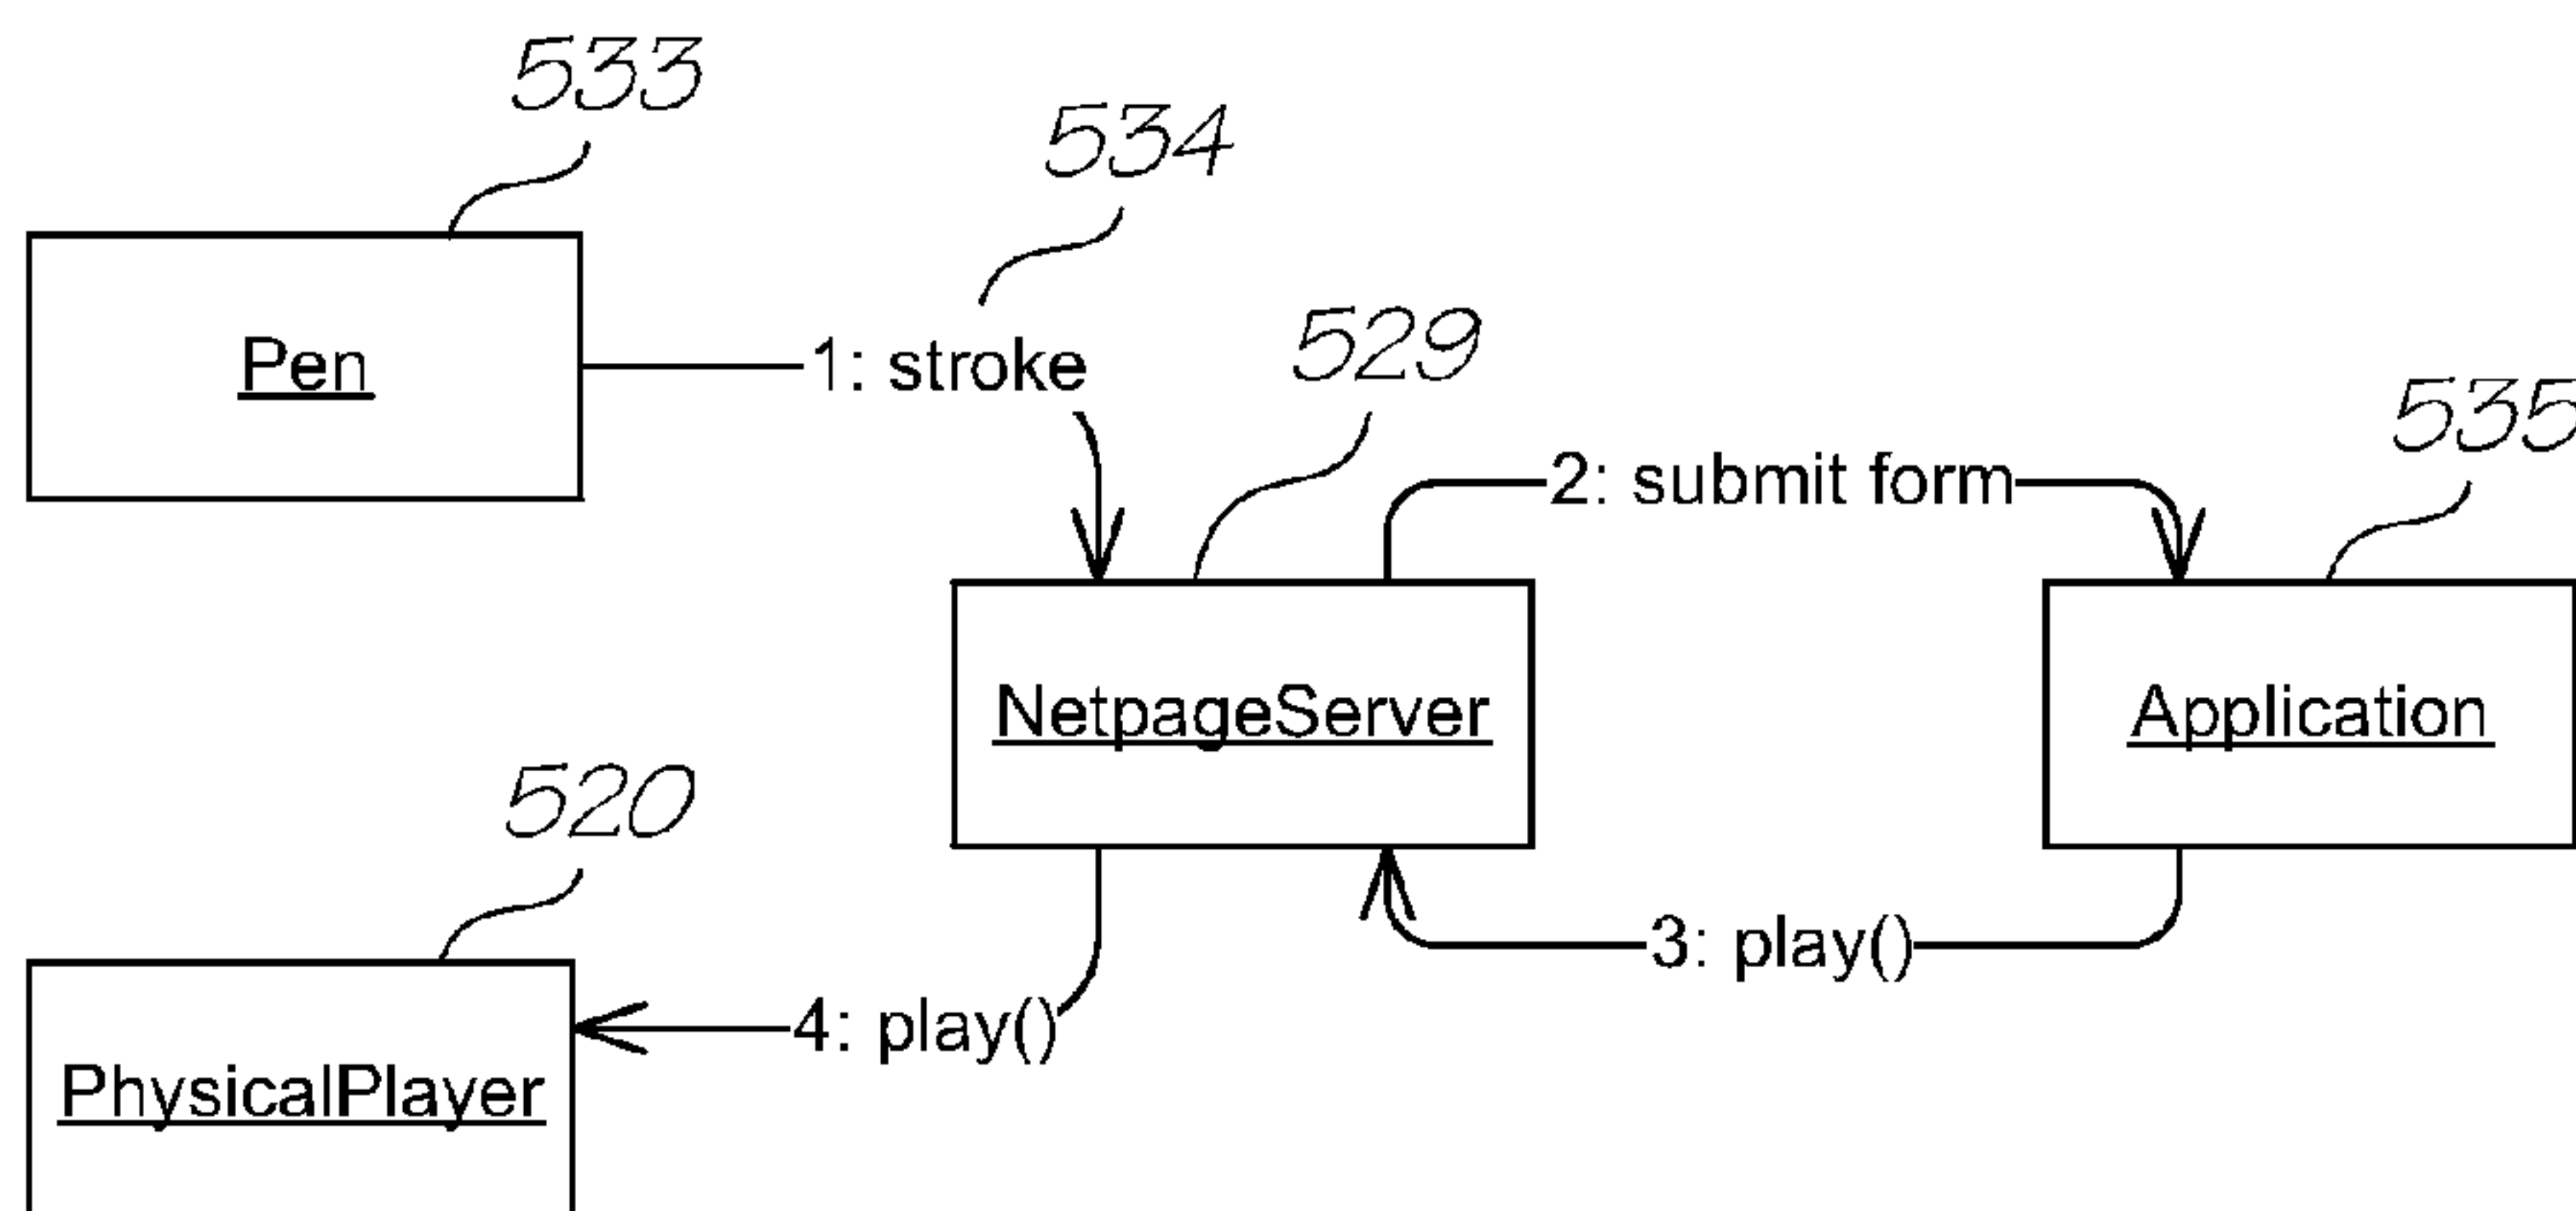 533
534
529
535
Pen
1: stroke
2: submit form
NetpageServer
Application
520
3: play()
4: play()
PhysicalPlayer